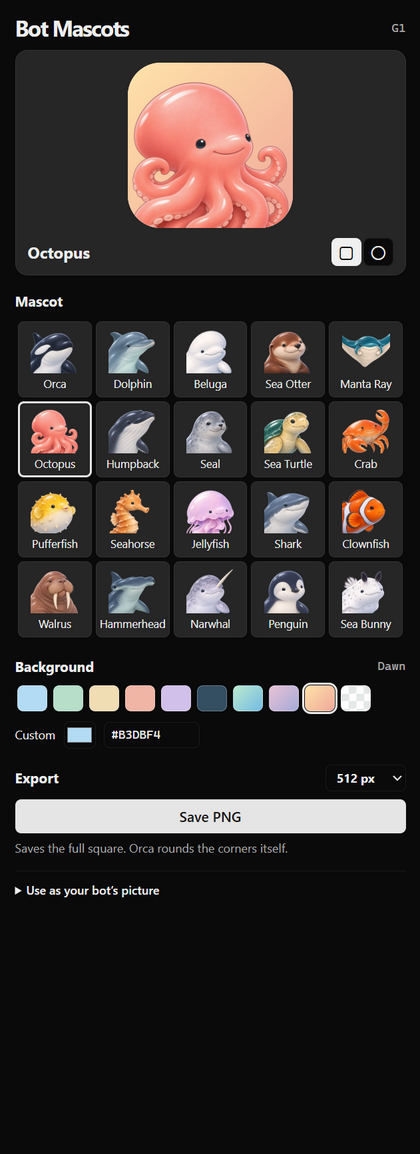 Bot Mascots
G1
Octopus
Mascot
Orca
Dolphin
Beluga
Sea Otter
Manta Ray
Octopus
Humpback
Seal
Sea Turtle
Crab
Pufferfish
Seahorse
Jellyfish
Shark
Clownfish
Walrus
Hammerhead
Narwhal
Penguin
Sea Bunny
Background
Dawn
Custom
#B3DBF4
Export
512 px
Save PNG
Saves the full square. Orca rounds the corners itself.
Use as your bot’s picture